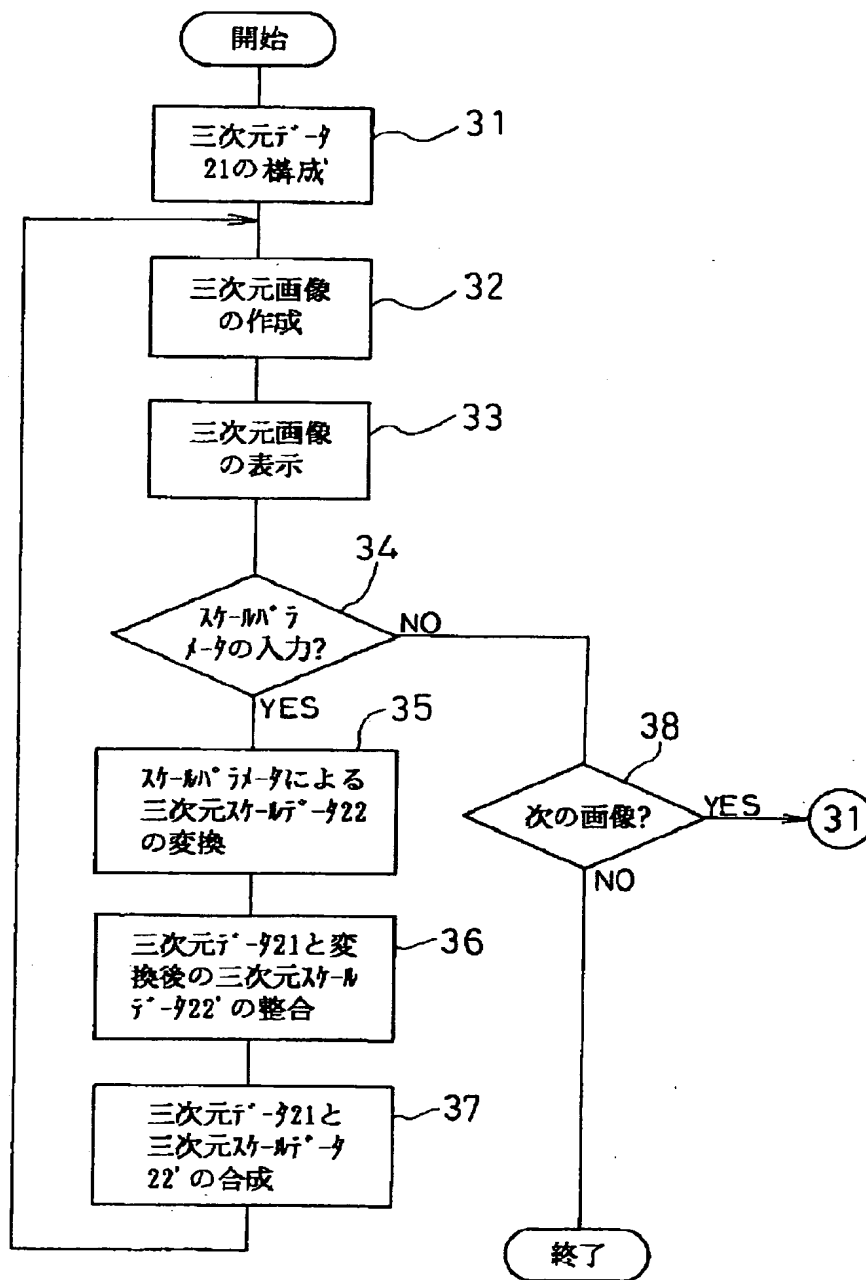 開始
三次元データ
21の構成
31
三次元画像
の作成
32
三次元画像
の表示
33
34
スケールパラ
メータの入力?
NO
YES
35
スケールパラメータによる
三次元スケールデータ22
の変換
38
次の画像?
YES
31
NO
三次元データ21と変
換後の三次元スケール
データ22'の整合
36
三次元データ21と
三次元スケールデータ
22'の合成
37
終了